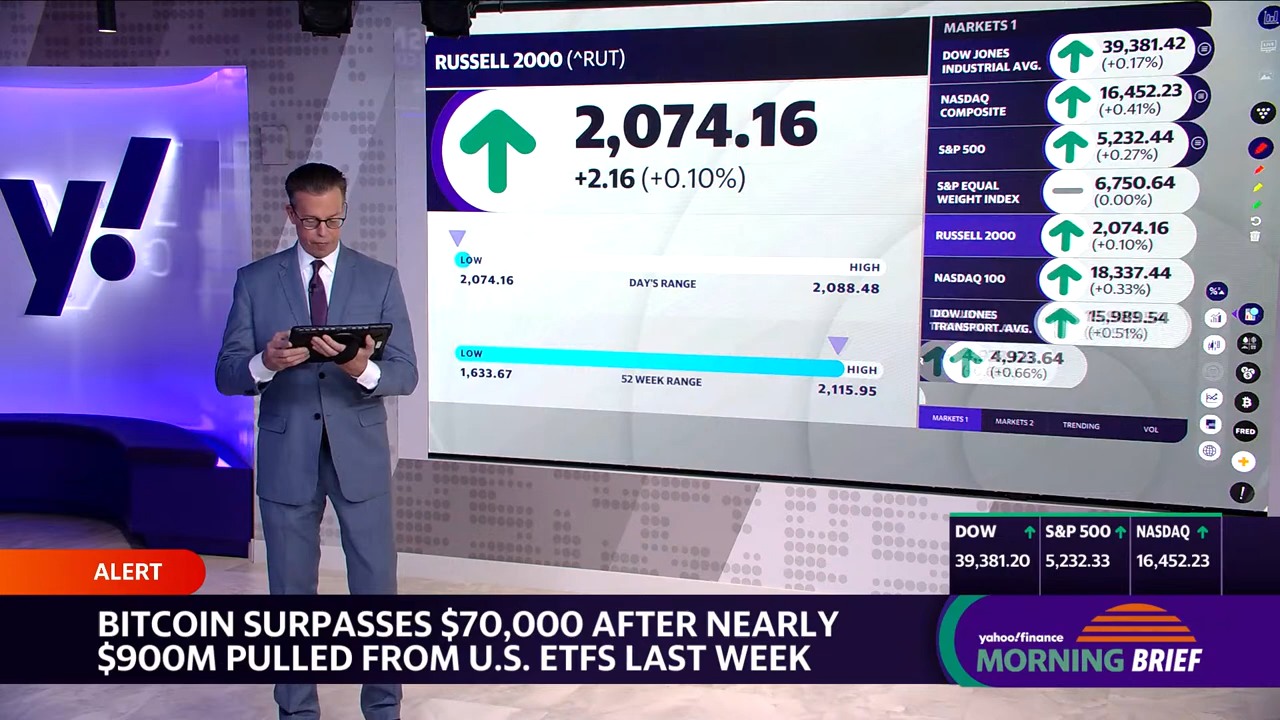 RUSSELL 2000 (^RUT)
2,074.16
+2.16 (+0.10%)
LOW
HIGH
2,074.16
DAY'S RANGE
2,088.48
LOW
HIGH
1,633.67
52 WEEK RANGE
2,115.95
MARKETS 1
DOW JONES
INDUSTRIAL AVG.
39,381.42
(+0.17%)
NASDAQ
COMPOSITE
16,452.23
(+0.41%)
S&P 500
5,232.44
(+0.27%)
S&P EQUAL
WEIGHT INDEX
6,750.64
(0.00%)
RUSSELL 2000
2,074.16
(+0.10%)
NASDAQ 100
18,337.44
(+0.33%)
DOW JONES
TRANSPORT. AVG.
15,989.54
(+0.51%)
4,923.64
(+0.66%)
MARKETS 1
MARKETS 2
TRENDING
VOL
FRED
y!
DOW
39,381.20
S&P 500
5,232.33
NASDAQ
16,452.23
ALERT
BITCOIN SURPASSES $70,000 AFTER NEARLY
$900M PULLED FROM U.S. ETFS LAST WEEK
yahoo!finance
MORNING BRIEF